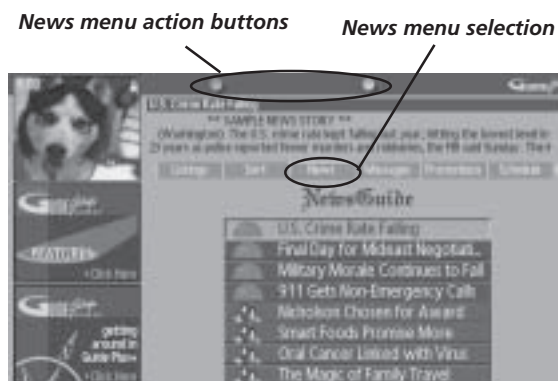 News menu action buttons
News menu selection
U.S. Crime Rate Falling
** SAMPLE NEWS STORY **
(Washington) The U.S. crime rate kept falling last year, hitting the lowest level in
25 years as police reported fewer murders and robberies, the FBI said Sunday. The
Listings Sort News Messages Promotions
NewsGuide
U.S. Crime Rate Falling
Final Day for Mideast Negotiati...
Military Morale Continues to Fall
911 Gets Non-Emergency Calls
Nicholson Chosen for Award
Smart Foods Promise More
Oral Cancer Linked with Virus
The Magic of Family Travel
Click Here
getting
around in
Guide Plus+
Click Here